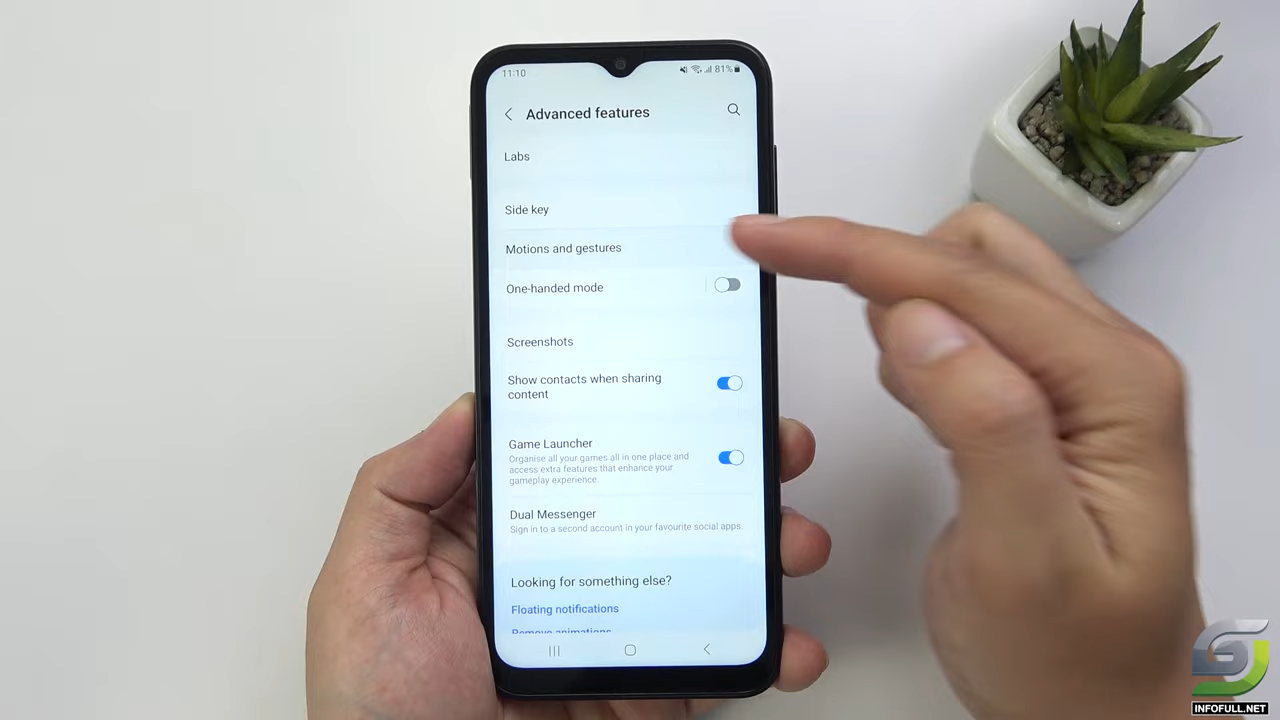 11:10
81%
Advanced features
Labs
Side key
Motions and gestures
One-handed mode
Screenshots
Show contacts when sharing
content
Game Launcher
Organise all your games all in one place and
access extra features that enhance your
gameplay experience.
Dual Messenger
Sign in to a second account in your favourite social apps.
Looking for something else?
Floating notifications
Remove animations
INFOFULL.NET